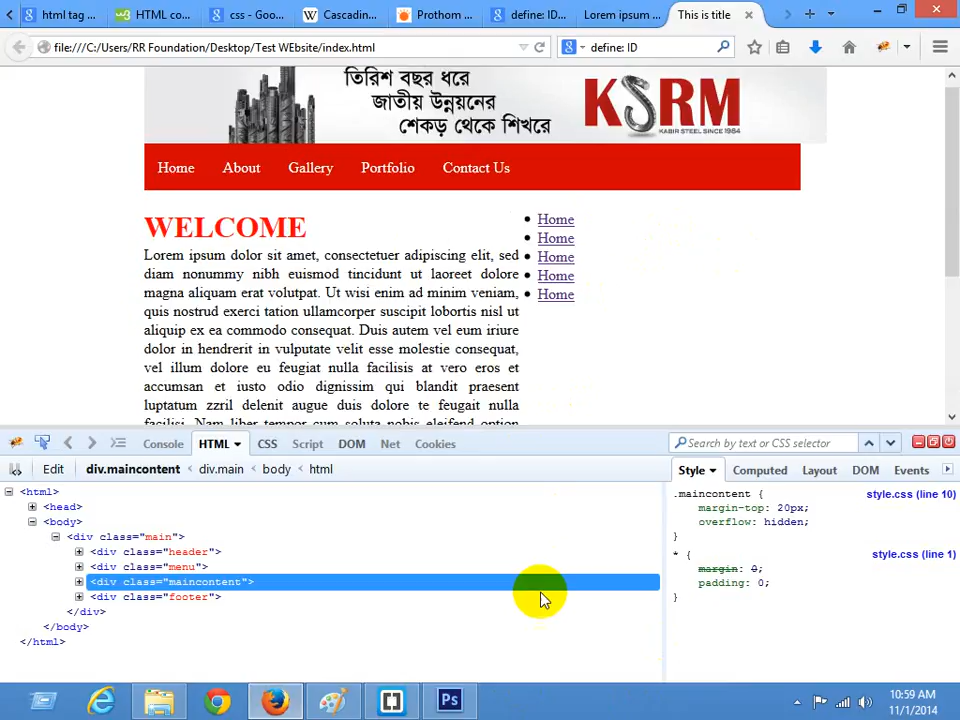 html tag ...
HTML co...
css - Goo...
Cascadin...
Prothom ...
define: ID...
Lorem ipsum ...
This is title
file:///C:/Users/RR Foundation/Desktop/Test WEbsite/index.html
define: ID
তিরিশ বছর ধরে
জাতীয় উন্নয়নের
শেকড় থেকে শিখরে
KSRM
KABIR STEEL SINCE 1984
Home About Gallery Portfolio Contact Us
WELCOME
Lorem ipsum dolor sit amet, consectetuer adipiscing elit, sed
diam nonummy nibh euismod tincidunt ut laoreet dolore
magna aliquam erat volutpat. Ut wisi enim ad minim veniam,
quis nostrud exerci tation ullamcorper suscipit lobortis nisl ut
aliquip ex ea commodo consequat. Duis autem vel eum iriure
dolor in hendrerit in vulputate velit esse molestie consequat,
vel illum dolore eu feugiat nulla facilisis at vero eros et
accumsan et iusto odio dignissim qui blandit praesent
luptatum zzril delenit augue duis dolore te feugait nulla
facilisi. Nam liber tempor cum soluta nobis eleifend option
Home
Home
Home
Home
Home
Console HTML CSS Script DOM Net Cookies
Search by text or CSS selector
Edit div.maincontent < div.main < body < html
Style Computed Layout DOM Events
<html>
<head>
<body>
<div class="main">
<div class="header">
<div class="menu">
<div class="maincontent">
<div class="footer">
</div>
</body>
</html>
.maincontent { style.css (line 10)
margin-top: 20px;
overflow: hidden;
}
* { style.css (line 1)
margin: 0;
padding: 0;
}
Ps
10:59 AM
11/1/2014